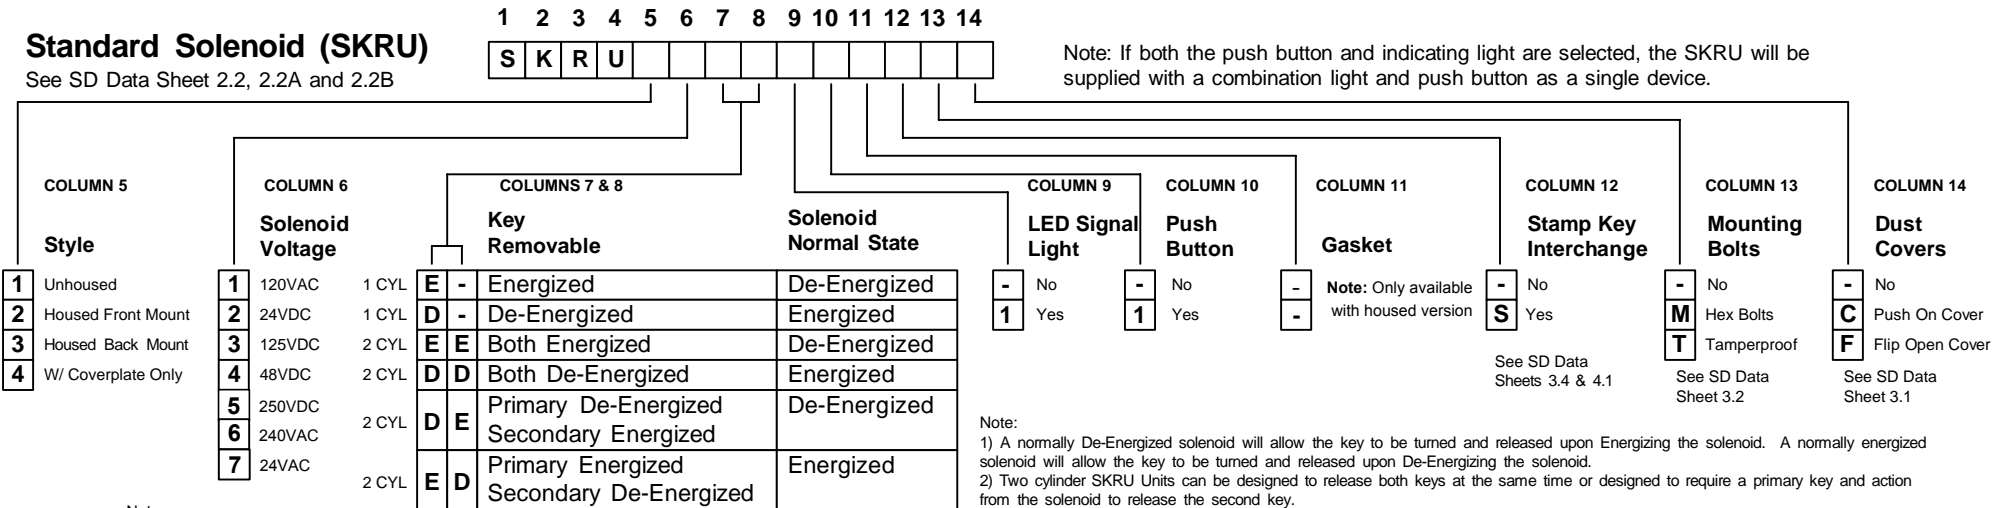 1 2 3 4 5 6 7 8 9 10 11 12 13 14
Standard Solenoid (SKRU)
See SD Data Sheet 2.2, 2.2A and 2.2B
S K R U
Note: If both the push button and indicating light are selected, the SKRU will be
supplied with a combination light and push button as a single device.
COLUMN 5
Style
1 Unhoused
2 Housed Front Mount
3 Housed Back Mount
4 W/ Coverplate Only
COLUMN 6
Solenoid
Voltage
1 120VAC
2 24VDC
3 125VDC
4 48VDC
5 250VDC
6 240VAC
7 24VAC
COLUMNS 7 & 8
Key
Removable
Solenoid
Normal State
1 CYL E - Energized De-Energized
1 CYL D - De-Energized Energized
2 CYL E E Both Energized De-Energized
2 CYL D D Both De-Energized Energized
2 CYL D E Primary De-Energized De-Energized
Secondary Energized
2 CYL E D Primary Energized Energized
Secondary De-Energized
COLUMN 9
LED Signal
Light
- No
1 Yes
COLUMN 10
Push
Button
- No
1 Yes
COLUMN 11
Gasket
- Note: Only available
- with housed version
COLUMN 12
Stamp Key
Interchange
- No
S Yes
See SD Data
Sheets 3.4 & 4.1
COLUMN 13
Mounting
Bolts
- No
M Hex Bolts
T Tamperproof
See SD Data
Sheet 3.2
COLUMN 14
Dust
Covers
- No
C Push On Cover
F Flip Open Cover
See SD Data
Sheet 3.1
Note:
1) A normally De-Energized solenoid will allow the key to be turned and released upon Energizing the solenoid. A normally energized
solenoid will allow the key to be turned and released upon De-Energizing the solenoid.
2) Two cylinder SKRU Units can be designed to release both keys at the same time or designed to require a primary key and action
from the solenoid to release the second key.